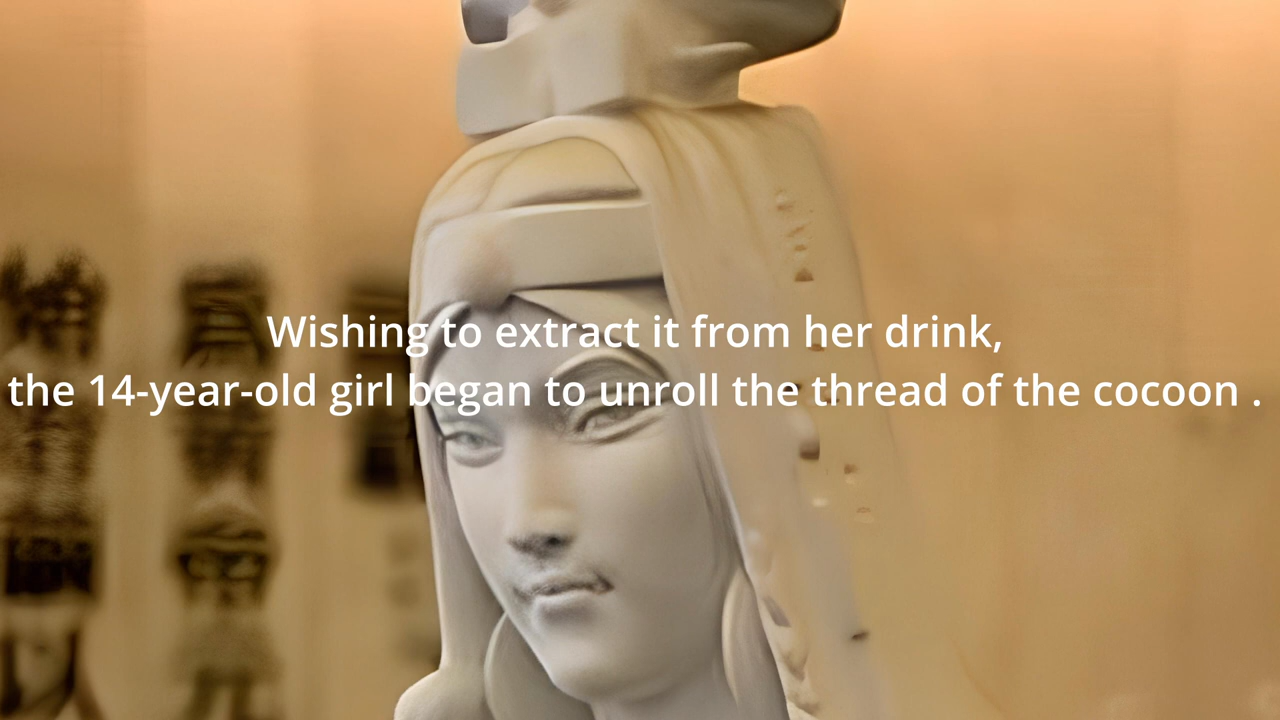 Wishing to extract it from her drink,
the 14-year-old girl began to unroll the thread of the cocoon .